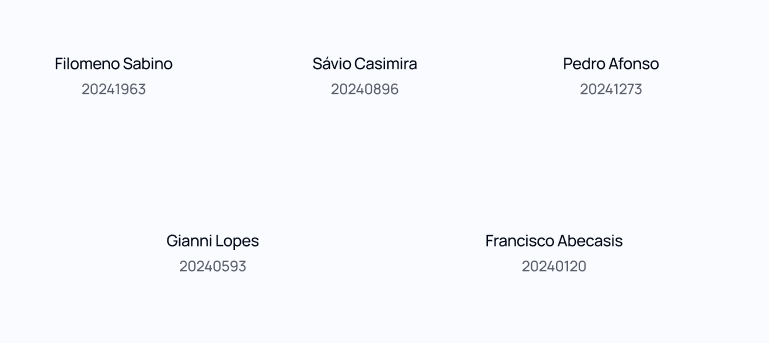 Filomeno Sabino
20241963
Sávio Casimira
20240896
Pedro Afonso
20241273
Gianni Lopes
20240593
Francisco Abecasis
20240120